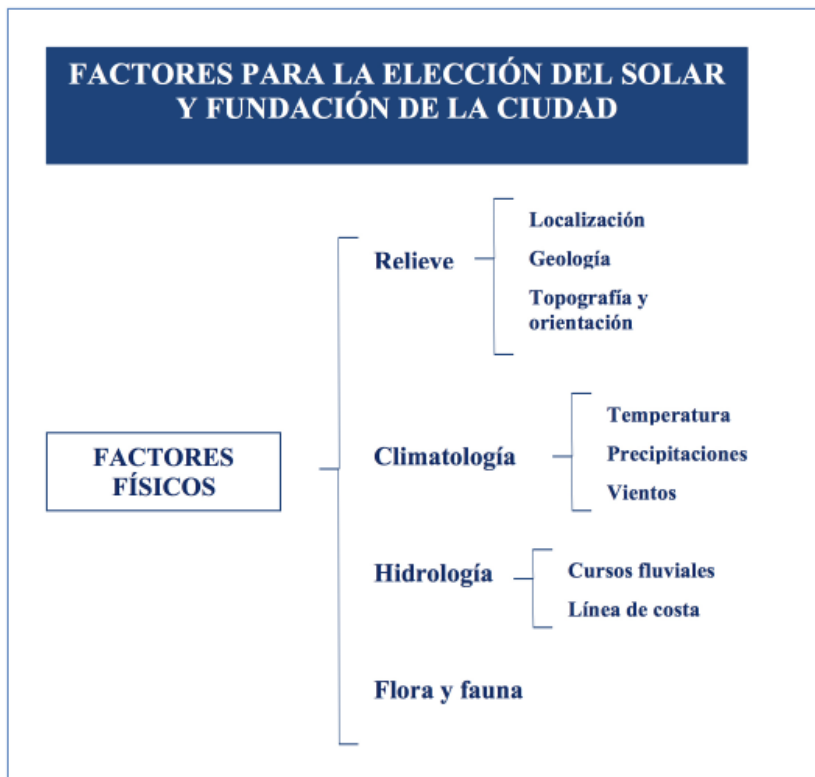 FACTORES PARA LA ELECCIÓN DEL SOLAR
Y FUNDACIÓN DE LA CIUDAD
FACTORES
FÍSICOS
Relieve
Localización
Geología
Topografía y
orientación
Climatología
Temperatura
Precipitaciones
Vientos
Hidrología
Cursos fluviales
Línea de costa
Flora y fauna